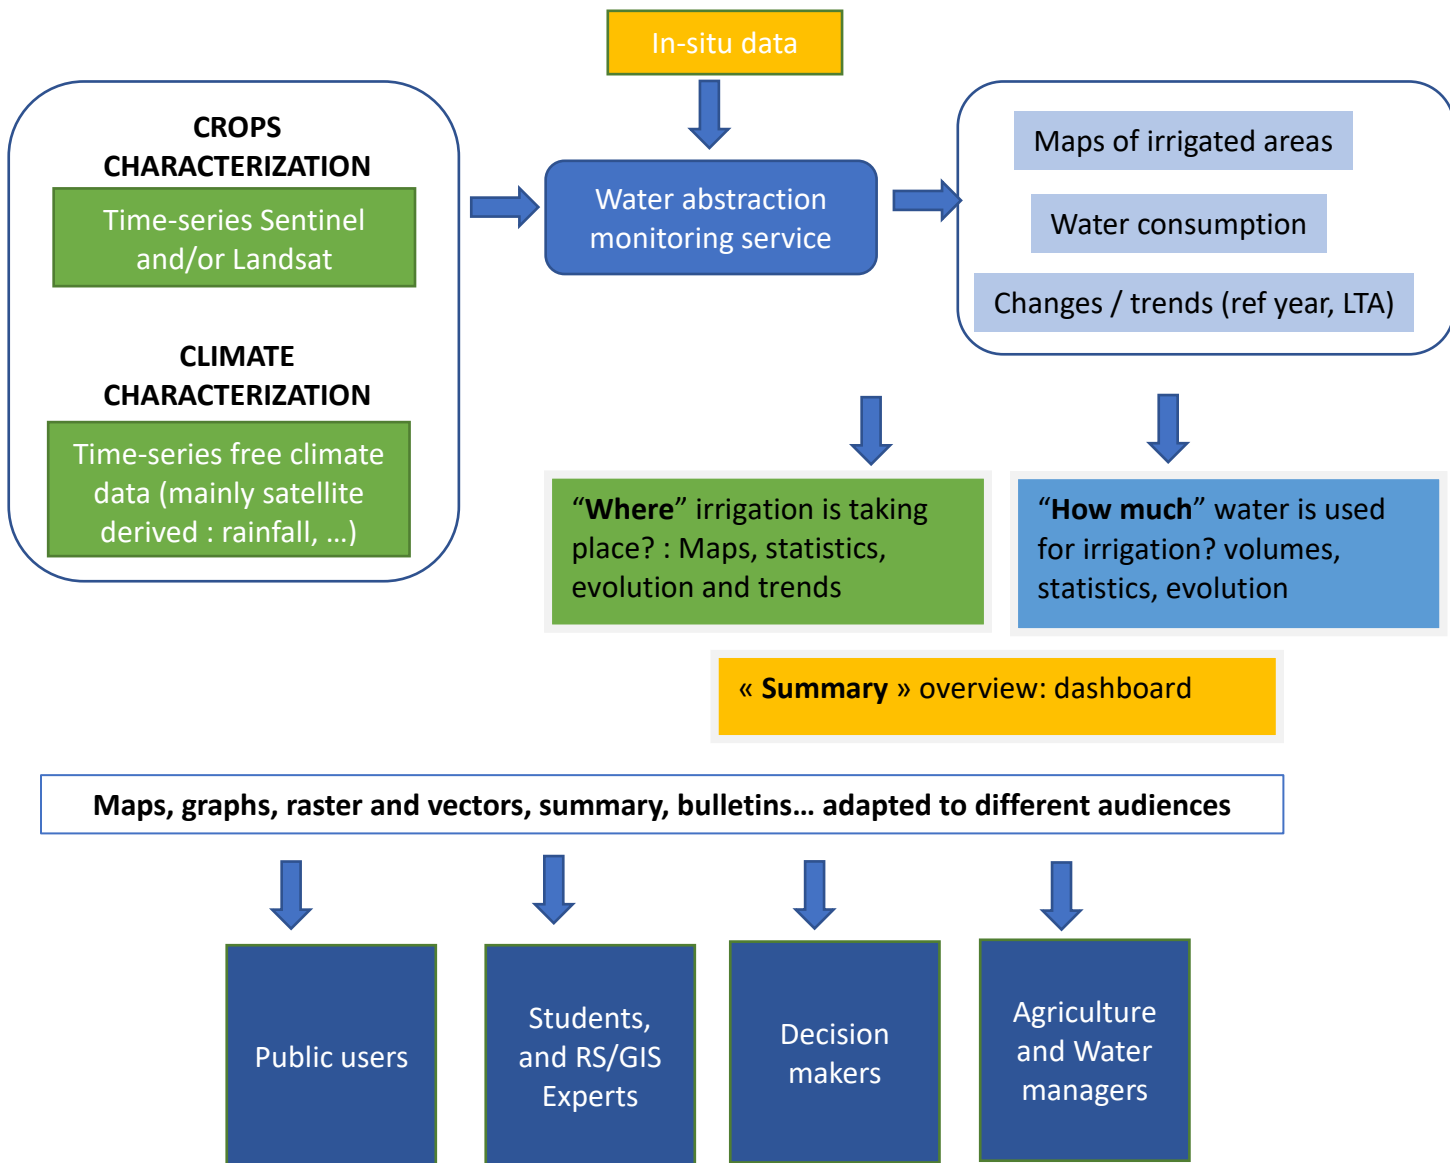 In-situ data
CROPS
CHARACTERIZATION
Time-series Sentinel
and/or Landsat
CLIMATE
CHARACTERIZATION
Time-series free climate
data (mainly satellite
derived : rainfall, …)
Water abstraction
monitoring service
Maps of irrigated areas
Water consumption
Changes / trends (ref year, LTA)
“Where” irrigation is taking
place? : Maps, statistics,
evolution and trends
“How much” water is used
for irrigation? volumes,
statistics, evolution
« Summary » overview: dashboard
Maps, graphs, raster and vectors, summary, bulletins… adapted to different audiences
Public users
Students,
and RS/GIS
Experts
Decision
makers
Agriculture
and Water
managers